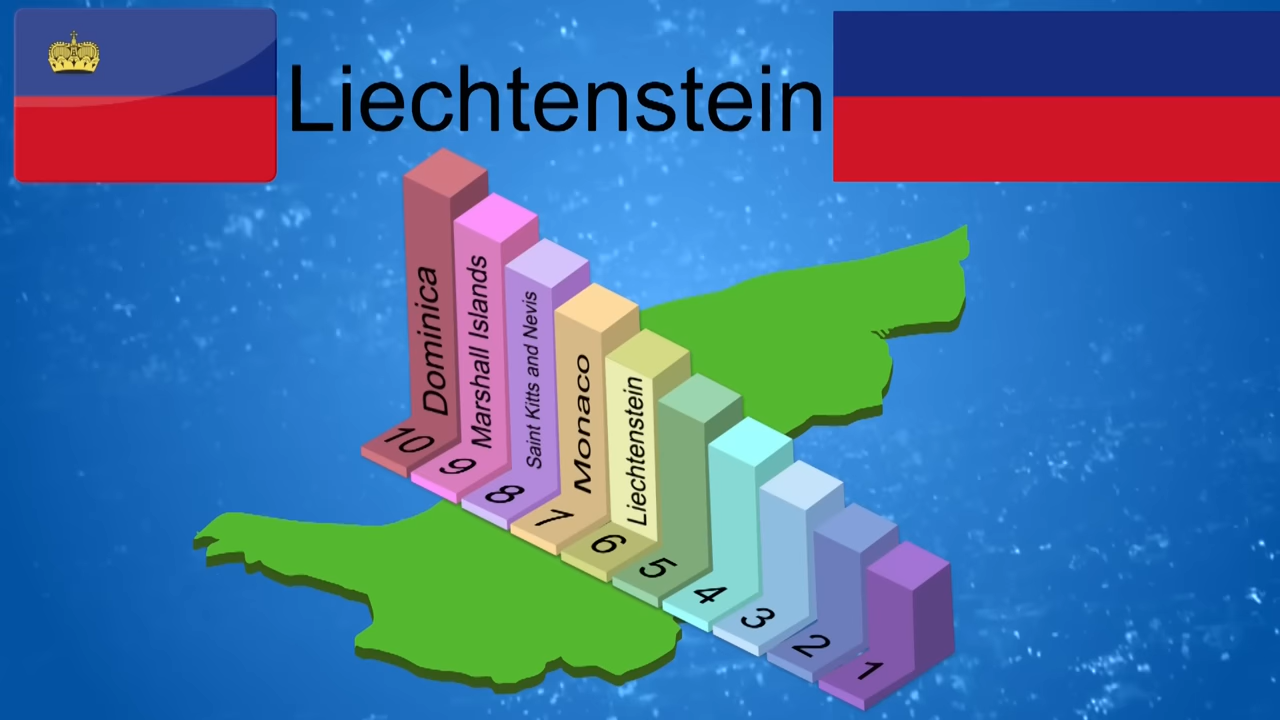 Liechtenstein
Dominica
Marshall Islands
Saint Kitts and Nevis
Monaco
Liechtenstein
10
9
8
7
6
5
4
3
2
1